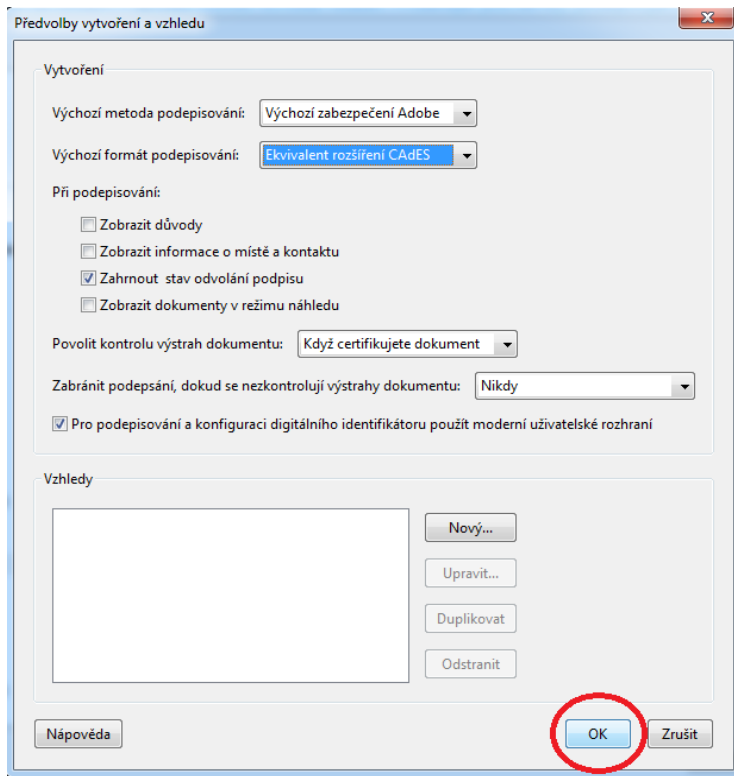 Předvolby vytvoření a vzhledu
Vytvoření
Výchozí metoda podepisování: Výchozí zabezpečení Adobe
Výchozí formát podepisování: Ekvivalent rozšíření CAdES
Při podepisování:
Zobrazit důvody
Zobrazit informace o místě a kontaktu
Zahrnout stav odvolání podpisu
Zobrazit dokumenty v režimu náhledu
Povolit kontrolu výstrah dokumentu: Když certifikujete dokument
Zabránit podepsání, dokud se nezkontrolují výstrahy dokumentu: Nikdy
Pro podepisování a konfiguraci digitálního identifikátoru použít moderní uživatelské rozhraní
Vzhledy
Nový...
Upravit...
Duplikovat
Odstranit
Nápověda OK Zrušit